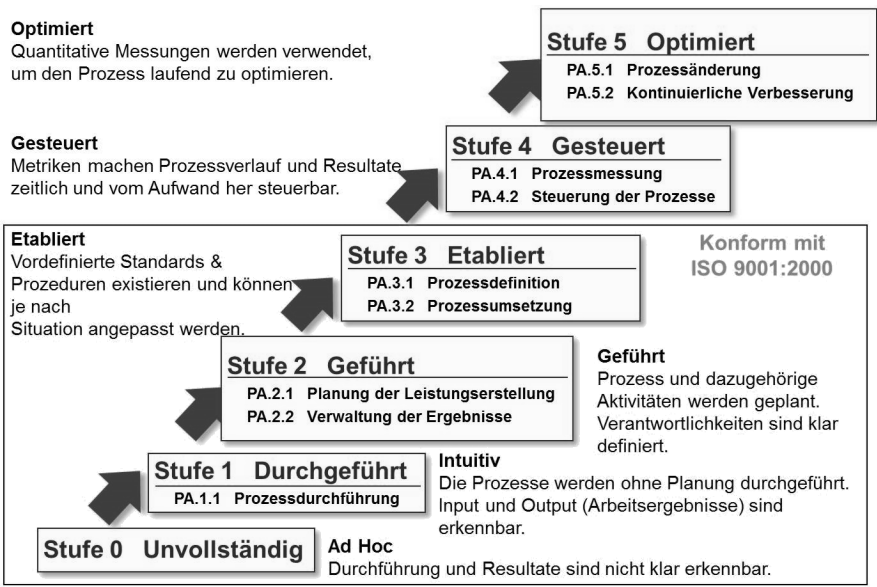 Optimiert
Quantitative Messungen werden verwendet,
um den Prozess laufend zu optimieren.
Stufe 5 Optimiert
PA.5.1 Prozessänderung
PA.5.2 Kontinuierliche Verbesserung
Gesteuert
Metriken machen Prozessverlauf und Resultate
zeitlich und vom Aufwand her steuerbar.
Stufe 4 Gesteuert
PA.4.1 Prozessmessung
PA.4.2 Steuerung der Prozesse
Etabliert
Vordefinierte Standards &
Prozeduren existieren und können
je nach
Situation angepasst werden.
Stufe 3 Etabliert
PA.3.1 Prozessdefinition
PA.3.2 Prozessumsetzung
Konform mit
ISO 9001:2000
Stufe 2 Geführt
PA.2.1 Planung der Leistungserstellung
PA.2.2 Verwaltung der Ergebnisse
Geführt
Prozess und dazugehörige
Aktivitäten werden geplant.
Verantwortlichkeiten sind klar
definiert.
Stufe 1 Durchgeführt
PA.1.1 Prozessdurchführung
Intuitiv
Die Prozesse werden ohne Planung durchgeführt.
Input und Output (Arbeitsergebnisse) sind
erkennbar.
Stufe 0 Unvollständig
Ad Hoc
Durchführung und Resultate sind nicht klar erkennbar.